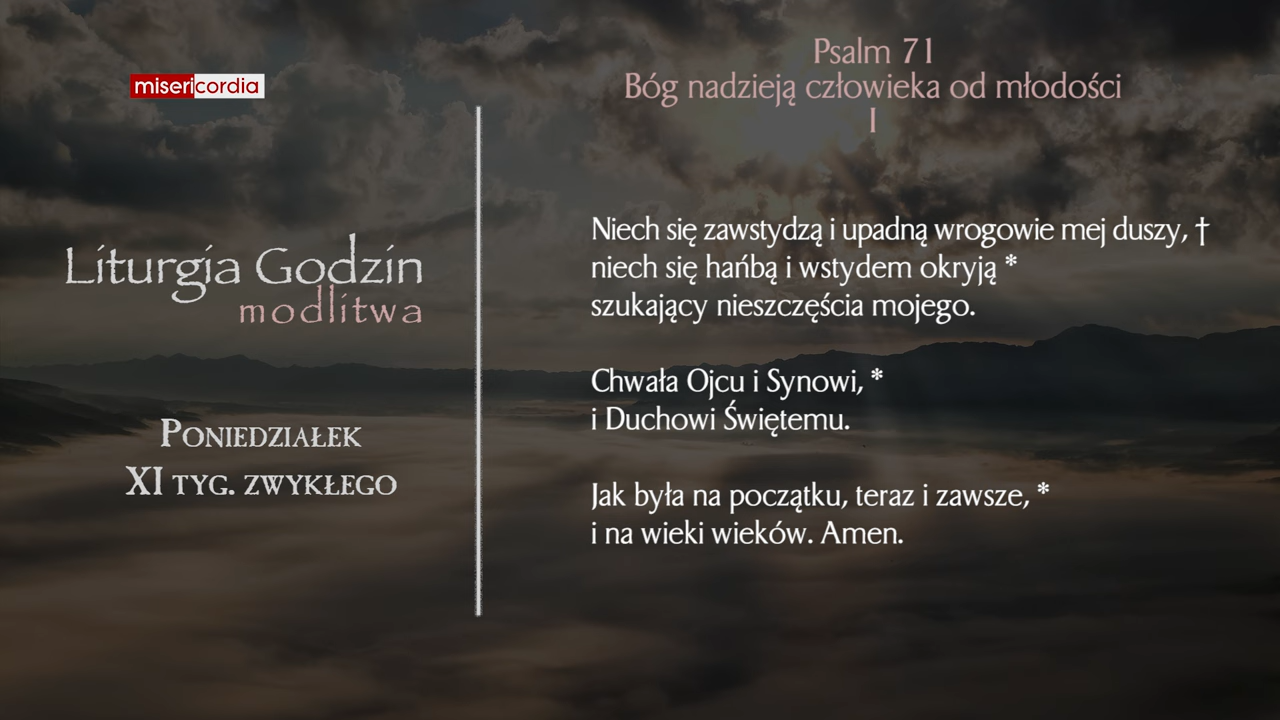 misericordia
Liturgia Godzin
modlitwa
Poniedziałek
XI tyg. zwykłego
Psalm 71
Bóg nadzieją człowieka od młodości
I
Niech się zawstydzą i upadną wrogowie mej duszy, †
niech się hańbą i wstydem okryją *
szukający nieszczęścia mojego.
Chwała Ojcu i Synowi, *
i Duchowi Świętemu.
Jak była na początku, teraz i zawsze, *
i na wieki wieków. Amen.